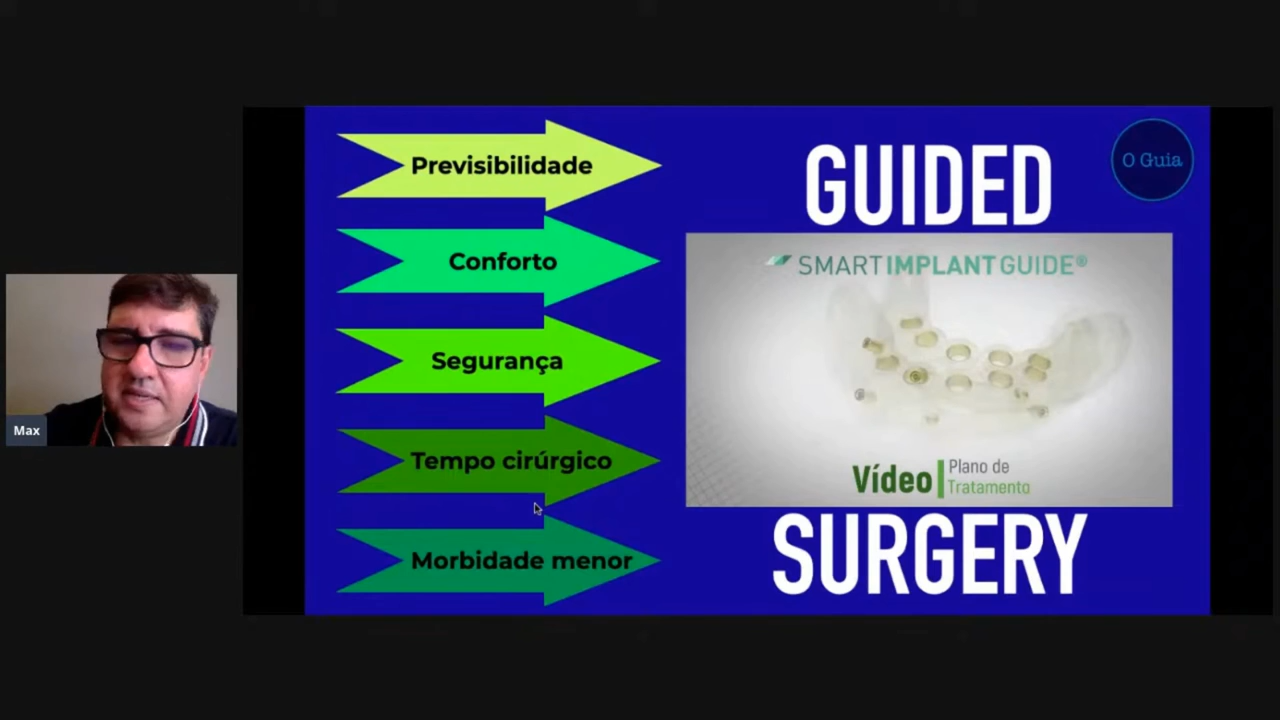 Max
Previsibilidade
Conforto
Segurança
Tempo cirúrgico
Morbidade menor
GUIDED
O Guia
SMARTIMPLANTGUIDE®
Vídeo
Plano de
Tratamento
SURGERY